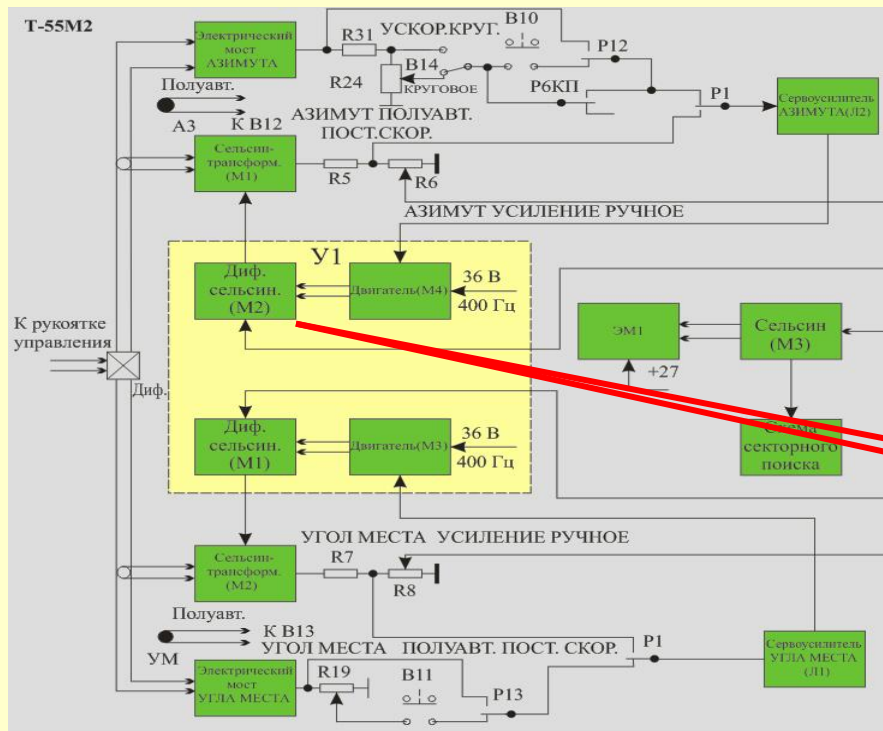 Т-55М2
Электрический
мост
АЗИМУТА
R31
УСКОР.КРУГ.
В10
Р12
R24
В14
КРУГОВОЕ
Р6КП
Р1
Сервоусилитель
АЗИМУТА(Л2)
Полуавт.
АЗ
К В12
АЗИМУТ ПОЛУАВТ.
ПОСТ.СКОР.
Сельсин-
трансформ.
(М1)
R5
R6
АЗИМУТ УСИЛЕНИЕ РУЧНОЕ
У1
Диф.
сельсин.
(М2)
Двигатель(М4)
36 В
400 Гц
ЭМ1
Сельсин
(М3)
+27
К рукоятке
управления
Диф.
Диф.
сельсин.
(М1)
Двигатель(М3)
36 В
400 Гц
Схема
секторного
поиска
УГОЛ МЕСТА УСИЛЕНИЕ РУЧНОЕ
Сельсин-
трансформ.
(М2)
R7
R8
Полуавт.
УМ
К В13
УГОЛ МЕСТА ПОЛУАВТ. ПОСТ. СКОР.
Р1
Сервоусилитель
УГЛА МЕСТА
(Л1)
Электрический
мост
УГЛА МЕСТА
R19
В11
Р13